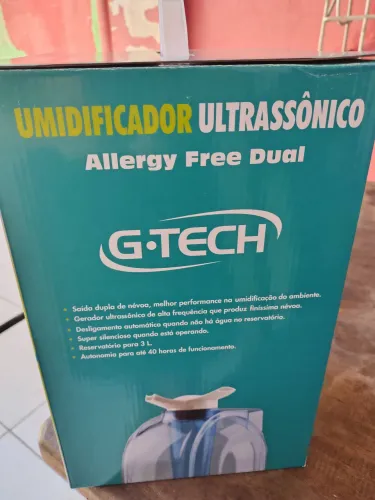 UMIDIFICADOR ULTRASSÔNICO
Allergy Free Dual
G·TECH
• Saída dupla de névoa, melhor performance na umidificação do ambiente.
• Gerador ultrassônico de alta frequência que produz finíssima névoa.
• Desligamento automático quando não há água no reservatório.
• Super silencioso quando está operando.
• Reservatório para 3 L.
• Autonomia para até 40 horas de funcionamento.